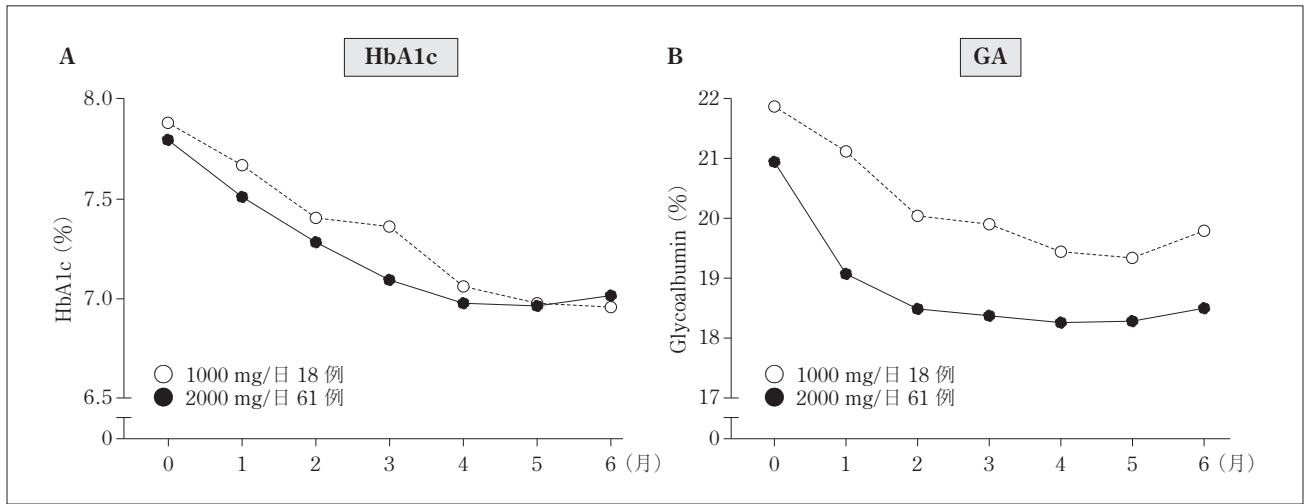 A
HbA1c
8.0
7.5
7.0
6.5
0
HbA1c (%)
1000 mg/日 18 例
2000 mg/日 61 例
0 1 2 3 4 5 6 (月)
B
GA
22
21
20
19
18
17
0
Glycoalbumin (%)
1000 mg/日 18 例
2000 mg/日 61 例
0 1 2 3 4 5 6 (月)